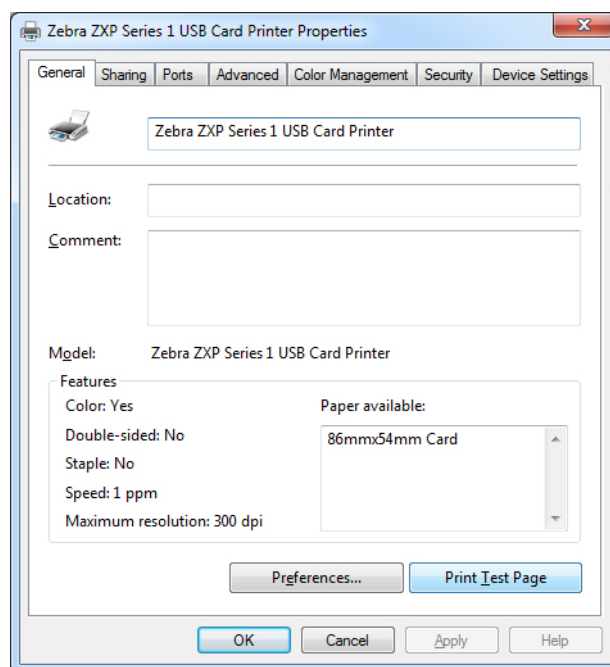 Zebra ZXP Series 1 USB Card Printer Properties
General Sharing Ports Advanced Color Management Security Device Settings
Zebra ZXP Series 1 USB Card Printer
Location:
Comment:
Model: Zebra ZXP Series 1 USB Card Printer
Features
Color: Yes Paper available:
Double-sided: No 86mmx54mm Card
Staple: No
Speed: 1 ppm
Maximum resolution: 300 dpi
Preferences... Print Test Page
OK Cancel Apply Help